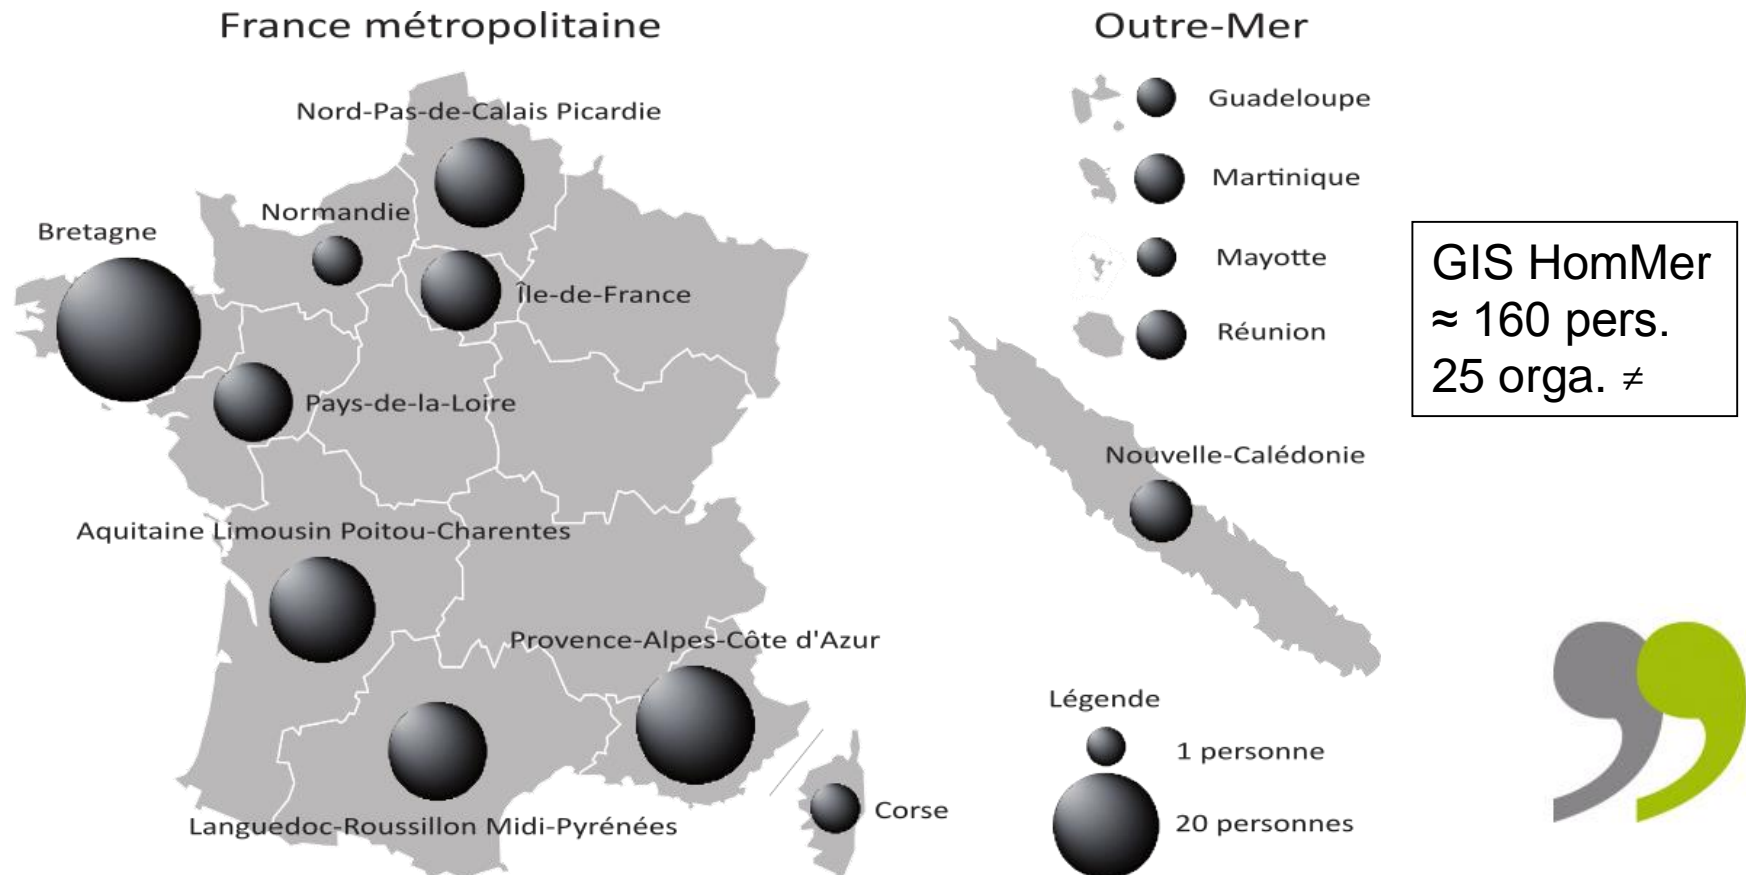 France métropolitaine
Nord-Pas-de-Calais Picardie
Normandie
Bretagne
Île-de-France
Pays-de-la-Loire
Aquitaine Limousin Poitou-Charentes
Provence-Alpes-Côte d'Azur
Languedoc-Roussillon Midi-Pyrénées
Corse
Outre-Mer
Guadeloupe
Martinique
Mayotte
Réunion
Nouvelle-Calédonie
Légende
1 personne
20 personnes
GIS HomMer
≈ 160 pers.
25 orga. ≠